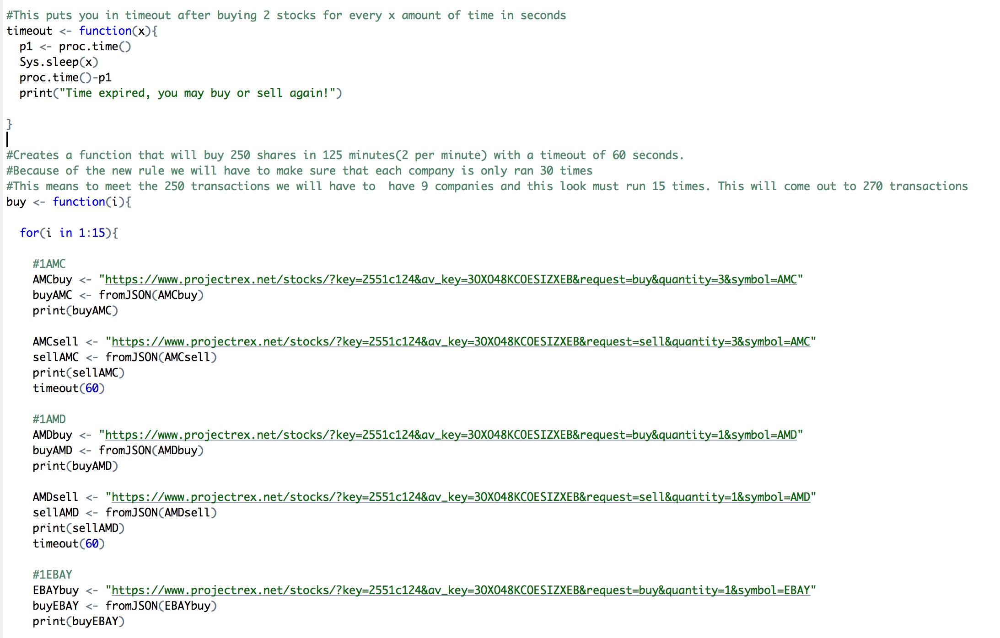 #This puts you in timeout after buying 2 stocks for every x amount of time in seconds
timeout <- function(x){
  p1 <- proc.time()
  Sys.sleep(x)
  proc.time()-p1
  print("Time expired, you may buy or sell again!")
}
#Creates a function that will buy 250 shares in 125 minutes(2 per minute) with a timeout of 60 seconds.
#Because of the new rule we will have to make sure that each company is only ran 30 times
#This means to meet the 250 transactions we will have to  have 9 companies and this look must run 15 times. This will come out to 270 transactions
buy <- function(i){
  for(i in 1:15){
    #1AMC
    AMCbuy <- "https://www.projectrex.net/stocks/?key=2551c124&av_key=3OXO48KCOESIZXEB&request=buy&quantity=3&symbol=AMC"
    buyAMC <- fromJSON(AMCbuy)
    print(buyAMC)
    AMCsell <- "https://www.projectrex.net/stocks/?key=2551c124&av_key=3OXO48KCOESIZXEB&request=sell&quantity=3&symbol=AMC"
    sellAMC <- fromJSON(AMCsell)
    print(sellAMC)
    timeout(60)
    #1AMD
    AMDbuy <- "https://www.projectrex.net/stocks/?key=2551c124&av_key=3OXO48KCOESIZXEB&request=buy&quantity=1&symbol=AMD"
    buyAMD <- fromJSON(AMDbuy)
    print(buyAMD)
    AMDsell <- "https://www.projectrex.net/stocks/?key=2551c124&av_key=3OXO48KCOESIZXEB&request=sell&quantity=1&symbol=AMD"
    sellAMD <- fromJSON(AMDsell)
    print(sellAMD)
    timeout(60)
    #1EBAY
    EBAYbuy <- "https://www.projectrex.net/stocks/?key=2551c124&av_key=3OXO48KCOESIZXEB&request=buy&quantity=1&symbol=EBAY"
    buyEBAY <- fromJSON(EBAYbuy)
    print(buyEBAY)